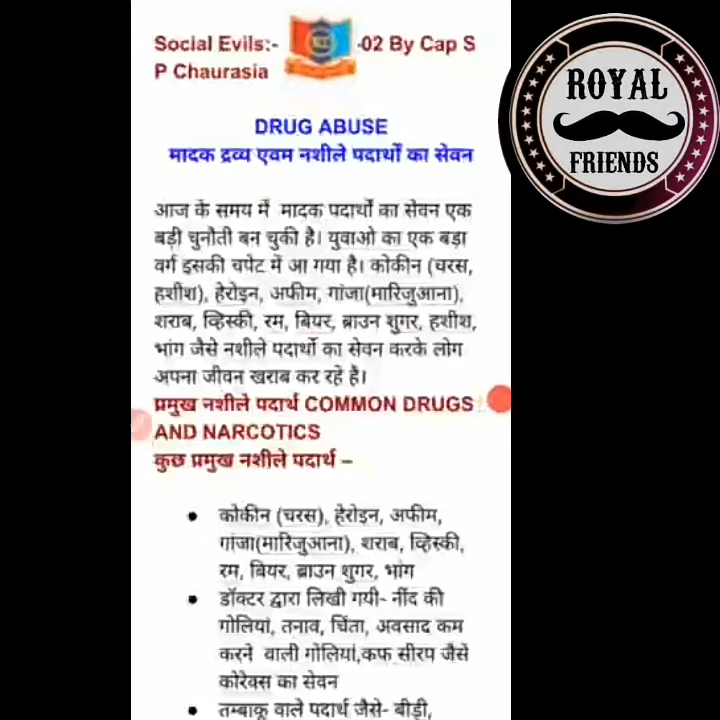 Social Evils:- -02 By Cap S
P Chaurasia
ROYAL
FRIENDS
DRUG ABUSE
मादक द्रव्य एवम नशीले पदार्थों का सेवन
आज के समय में मादक पदार्थों का सेवन एक
बड़ी चुनौती बन चुकी है। युवाओ का एक बड़ा
वर्ग इसकी चपेट में आ गया है। कोकीन (चरस,
हशीश), हेरोइन, अफीम, गांजा(मारिजुआना),
शराब, व्हिस्की, रम, बियर, ब्राउन शुगर, हशीश,
भांग जैसे नशीले पदार्थों का सेवन करके लोग
अपना जीवन खराब कर रहे है।
प्रमुख नशीले पदार्थ COMMON DRUGS
AND NARCOTICS
कुछ प्रमुख नशीले पदार्थ –
• कोकीन (चरस), हेरोइन, अफीम,
गांजा(मारिजुआना), शराब, व्हिस्की,
रम, बियर, ब्राउन शुगर, भांग
• डॉक्टर द्वारा लिखी गयी- नींद की
गोलियां, तनाव, चिंता, अवसाद कम
करने वाली गोलियां,कफ सीरप जैसे
कोरेक्स का सेवन
• तम्बाकू वाले पदार्थ जैसे- बीड़ी,